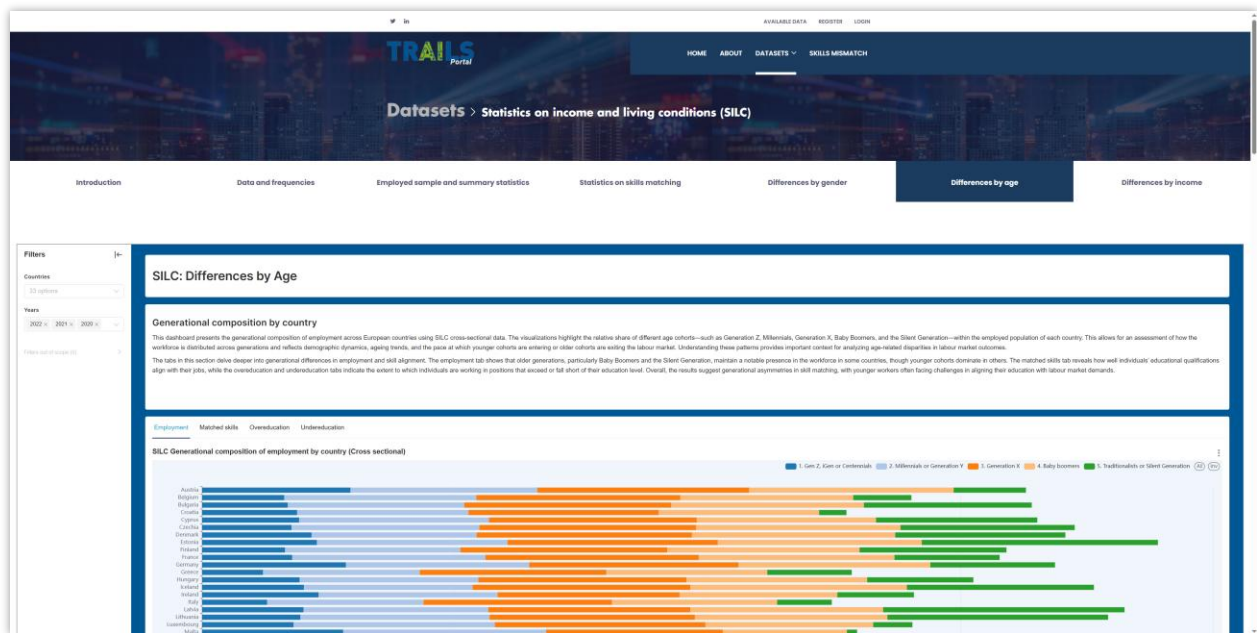 AVAILABLE DATA REGISTER LOGIN
TRAILS
Portal
HOME ABOUT DATASETS SKILLS MISMATCH
Datasets > Statistics on income and living conditions (SILC)
Introduction Data and frequencies Employed sample and summary statistics Statistics on skills matching Differences by gender Differences by age Differences by income
Filters
Countries
33 options
Years
2022 × 2021 × 2020 ×
SILC: Differences by Age
Generational composition by country
This dashboard presents the generational composition of employment across European countries using SILC cross-sectional data. The visualizations highlight the relative share of different age cohorts—such as Generation Z, Millennials, Generation X, Baby Boomers, and the Silent Generation—within the employed population of each country. This allows for an assessment of how the
workforce is distributed across generations and reflects demographic dynamics, ageing trends, and the pace at which younger cohorts are entering or older cohorts are exiting the labour market. Understanding these patterns provides important context for analyzing age-related disparities in labour market outcomes.
The tabs in this section delve deeper into generational differences in employment and skill alignment. The employment tab shows that older generations, particularly Baby Boomers and the Silent Generation, maintain a notable presence in the workforce in some countries, though younger cohorts dominate in others. The matched skills tab reveals how well individuals' educational qualifications
align with their jobs, while the overeducation and undereducation tabs indicate the extent to which individuals are working in positions that exceed or fall short of their education level. Overall, the results suggest generational asymmetries in skill matching, with younger workers often facing challenges in aligning their education with labour market demands.
Employment Matched skills Overeducation Undereducation
SILC Generational composition of employment by country (Cross sectional)
1. Gen Z, iGen or Centennials 2. Millennials or Generation Y 3. Generation X 4. Baby boomers 5. Traditionalists or Silent Generation All Inv
Austria
Belgium
Bulgaria
Croatia
Cyprus
Czechia
Denmark
Estonia
Finland
France
Germany
Greece
Hungary
Iceland
Ireland
Italy
Latvia
Lithuania
Luxembourg
Malta